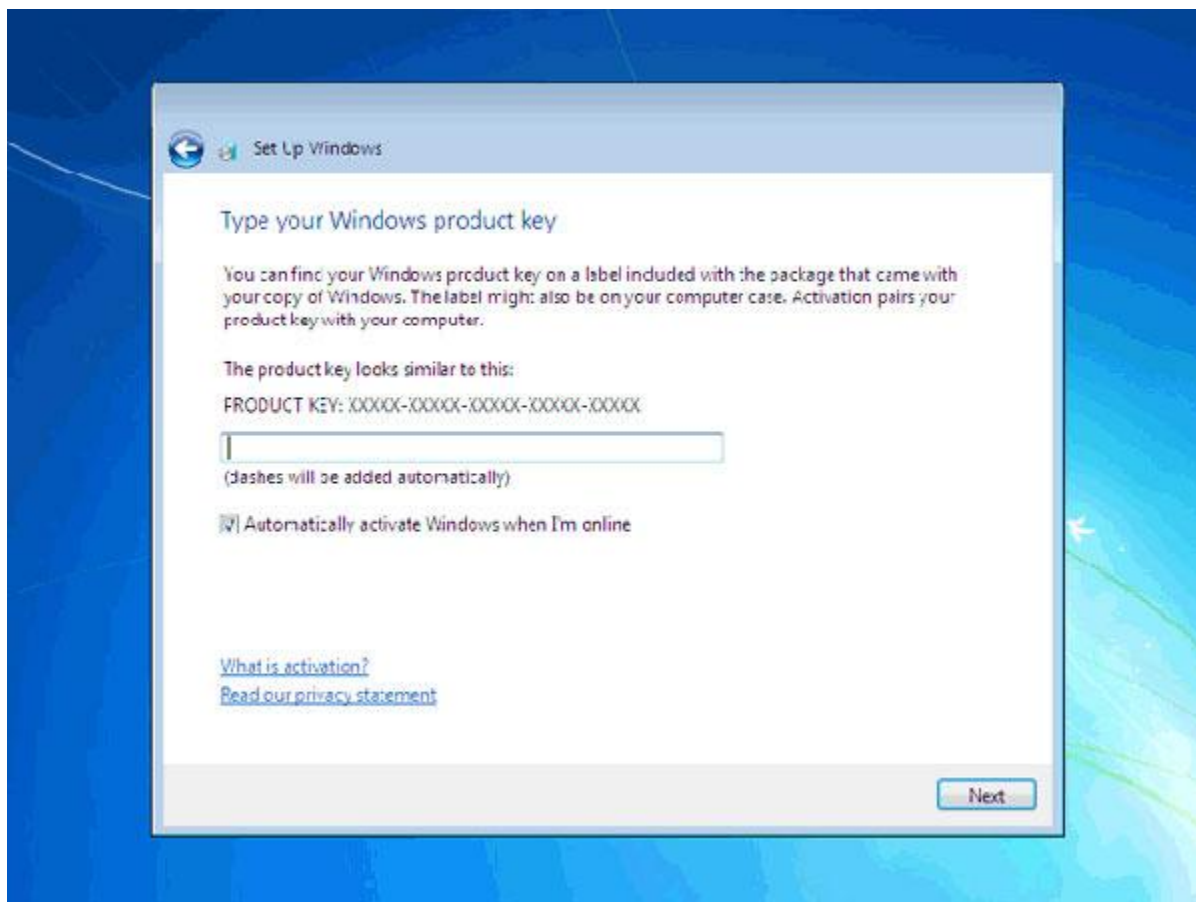 Set Up Windows
Type your Windows product key
You can find your Windows product key on a label included with the package that came with
your copy of Windows. The label might also be on your computer case. Activation pairs your
product key with your computer.
The product key looks similar to this:
PRODUCT KEY: XXXXX-XXXXX-XXXXX-XXXXX-XXXXX
(dashes will be added automatically)
Automatically activate Windows when I'm online
What is activation?
Read our privacy statement
Next